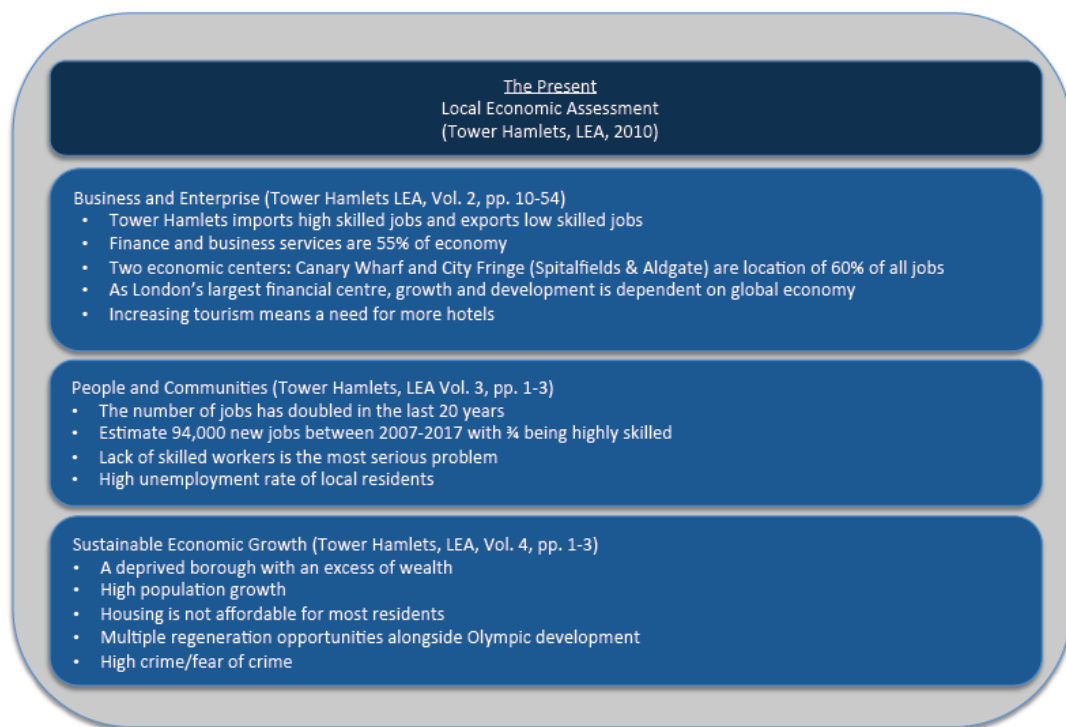 The Present
Local Economic Assessment
(Tower Hamlets, LEA, 2010)
Business and Enterprise (Tower Hamlets LEA, Vol. 2, pp. 10-54)
• Tower Hamlets imports high skilled jobs and exports low skilled jobs
• Finance and business services are 55% of economy
• Two economic centers: Canary Wharf and City Fringe (Spitalfields & Aldgate) are location of 60% of all jobs
• As London's largest financial centre, growth and development is dependent on global economy
• Increasing tourism means a need for more hotels
People and Communities (Tower Hamlets, LEA Vol. 3, pp. 1-3)
• The number of jobs has doubled in the last 20 years
• Estimate 94,000 new jobs between 2007-2017 with ¾ being highly skilled
• Lack of skilled workers is the most serious problem
• High unemployment rate of local residents
Sustainable Economic Growth (Tower Hamlets, LEA, Vol. 4, pp. 1-3)
• A deprived borough with an excess of wealth
• High population growth
• Housing is not affordable for most residents
• Multiple regeneration opportunities alongside Olympic development
• High crime/fear of crime